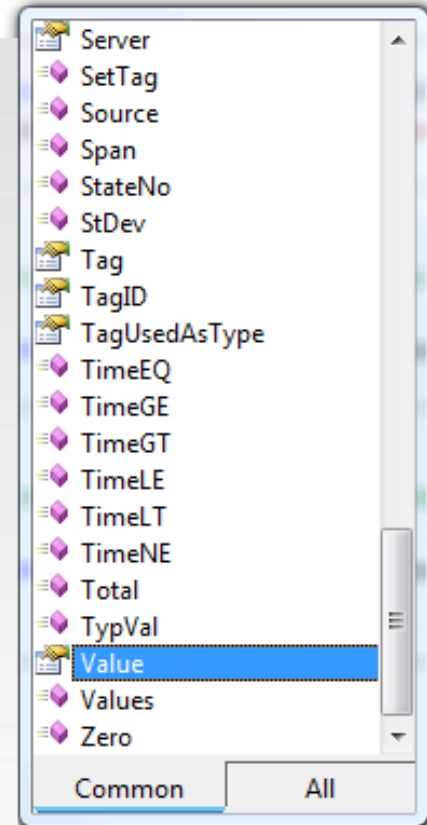 Server
SetTag
Source
Span
StateNo
StDev
Tag
TagID
TagUsedAsType
TimeEQ
TimeGE
TimeGT
TimeLE
TimeLT
TimeNE
Total
TypVal
Value
Values
Zero
Common All